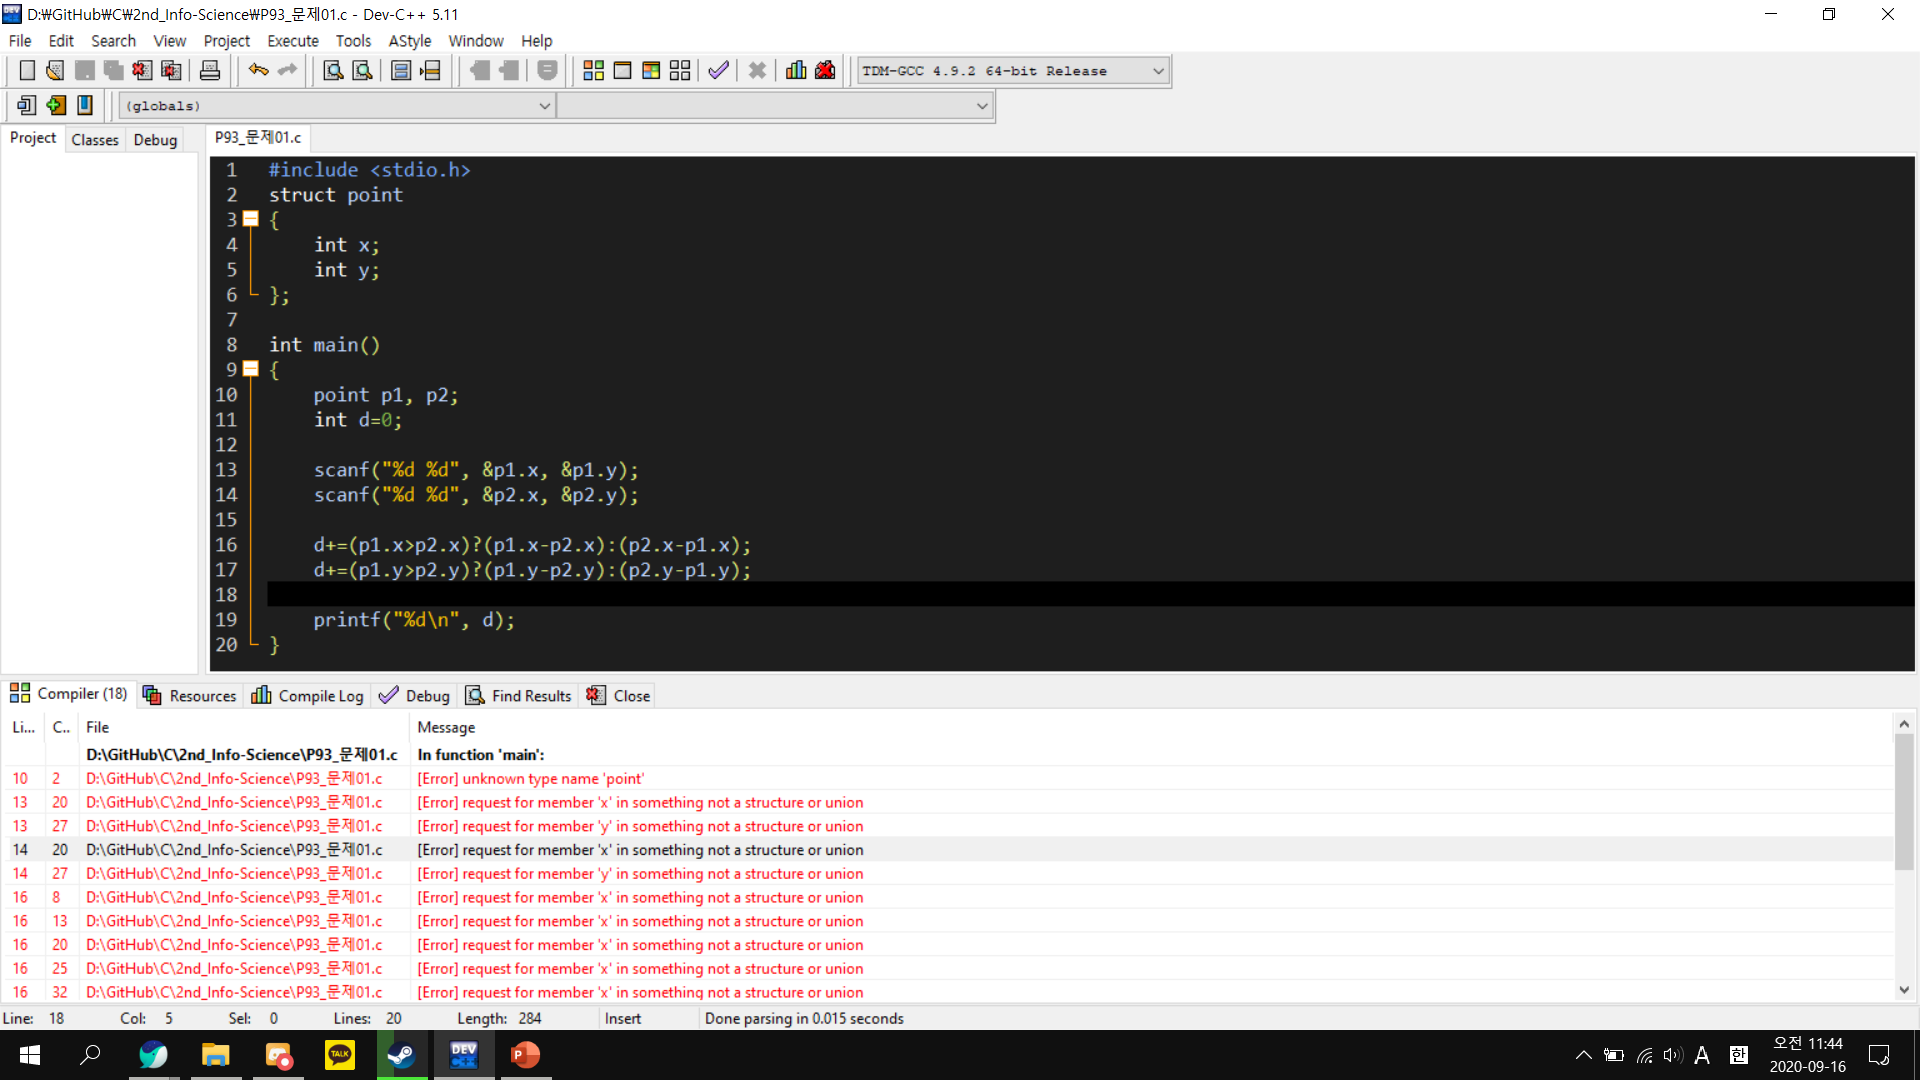 D:\GitHub\C\2nd_Info-Science\P93_문제01.c - Dev-C++ 5.11
File Edit Search View Project Execute Tools AStyle Window Help
TDM-GCC 4.9.2 64-bit Release
(globals)
Project Classes Debug
P93_문제01.c
1 #include <stdio.h>
2 struct point
3 {
4 int x;
5 int y;
6 };
7
8 int main()
9 {
10 point p1, p2;
11 int d=0;
12
13 scanf("%d %d", &p1.x, &p1.y);
14 scanf("%d %d", &p2.x, &p2.y);
15
16 d+=(p1.x>p2.x)?(p1.x-p2.x):(p2.x-p1.x);
17 d+=(p1.y>p2.y)?(p1.y-p2.y):(p2.y-p1.y);
18
19 printf("%d\n", d);
20 }
Compiler (18) Resources Compile Log Debug Find Results Close
Li... C.. File Message
D:\GitHub\C\2nd_Info-Science\P93_문제01.c In function 'main':
10 2 D:\GitHub\C\2nd_Info-Science\P93_문제01.c [Error] unknown type name 'point'
13 20 D:\GitHub\C\2nd_Info-Science\P93_문제01.c [Error] request for member 'x' in something not a structure or union
13 27 D:\GitHub\C\2nd_Info-Science\P93_문제01.c [Error] request for member 'y' in something not a structure or union
14 20 D:\GitHub\C\2nd_Info-Science\P93_문제01.c [Error] request for member 'x' in something not a structure or union
14 27 D:\GitHub\C\2nd_Info-Science\P93_문제01.c [Error] request for member 'y' in something not a structure or union
16 8 D:\GitHub\C\2nd_Info-Science\P93_문제01.c [Error] request for member 'x' in something not a structure or union
16 13 D:\GitHub\C\2nd_Info-Science\P93_문제01.c [Error] request for member 'x' in something not a structure or union
16 20 D:\GitHub\C\2nd_Info-Science\P93_문제01.c [Error] request for member 'x' in something not a structure or union
16 25 D:\GitHub\C\2nd_Info-Science\P93_문제01.c [Error] request for member 'x' in something not a structure or union
16 32 D:\GitHub\C\2nd_Info-Science\P93_문제01.c [Error] request for member 'x' in something not a structure or union
Line: 18 Col: 5 Sel: 0 Lines: 20 Length: 284 Insert Done parsing in 0.015 seconds
TALK DEV C++ P A 한 오전 11:44
2020-09-16